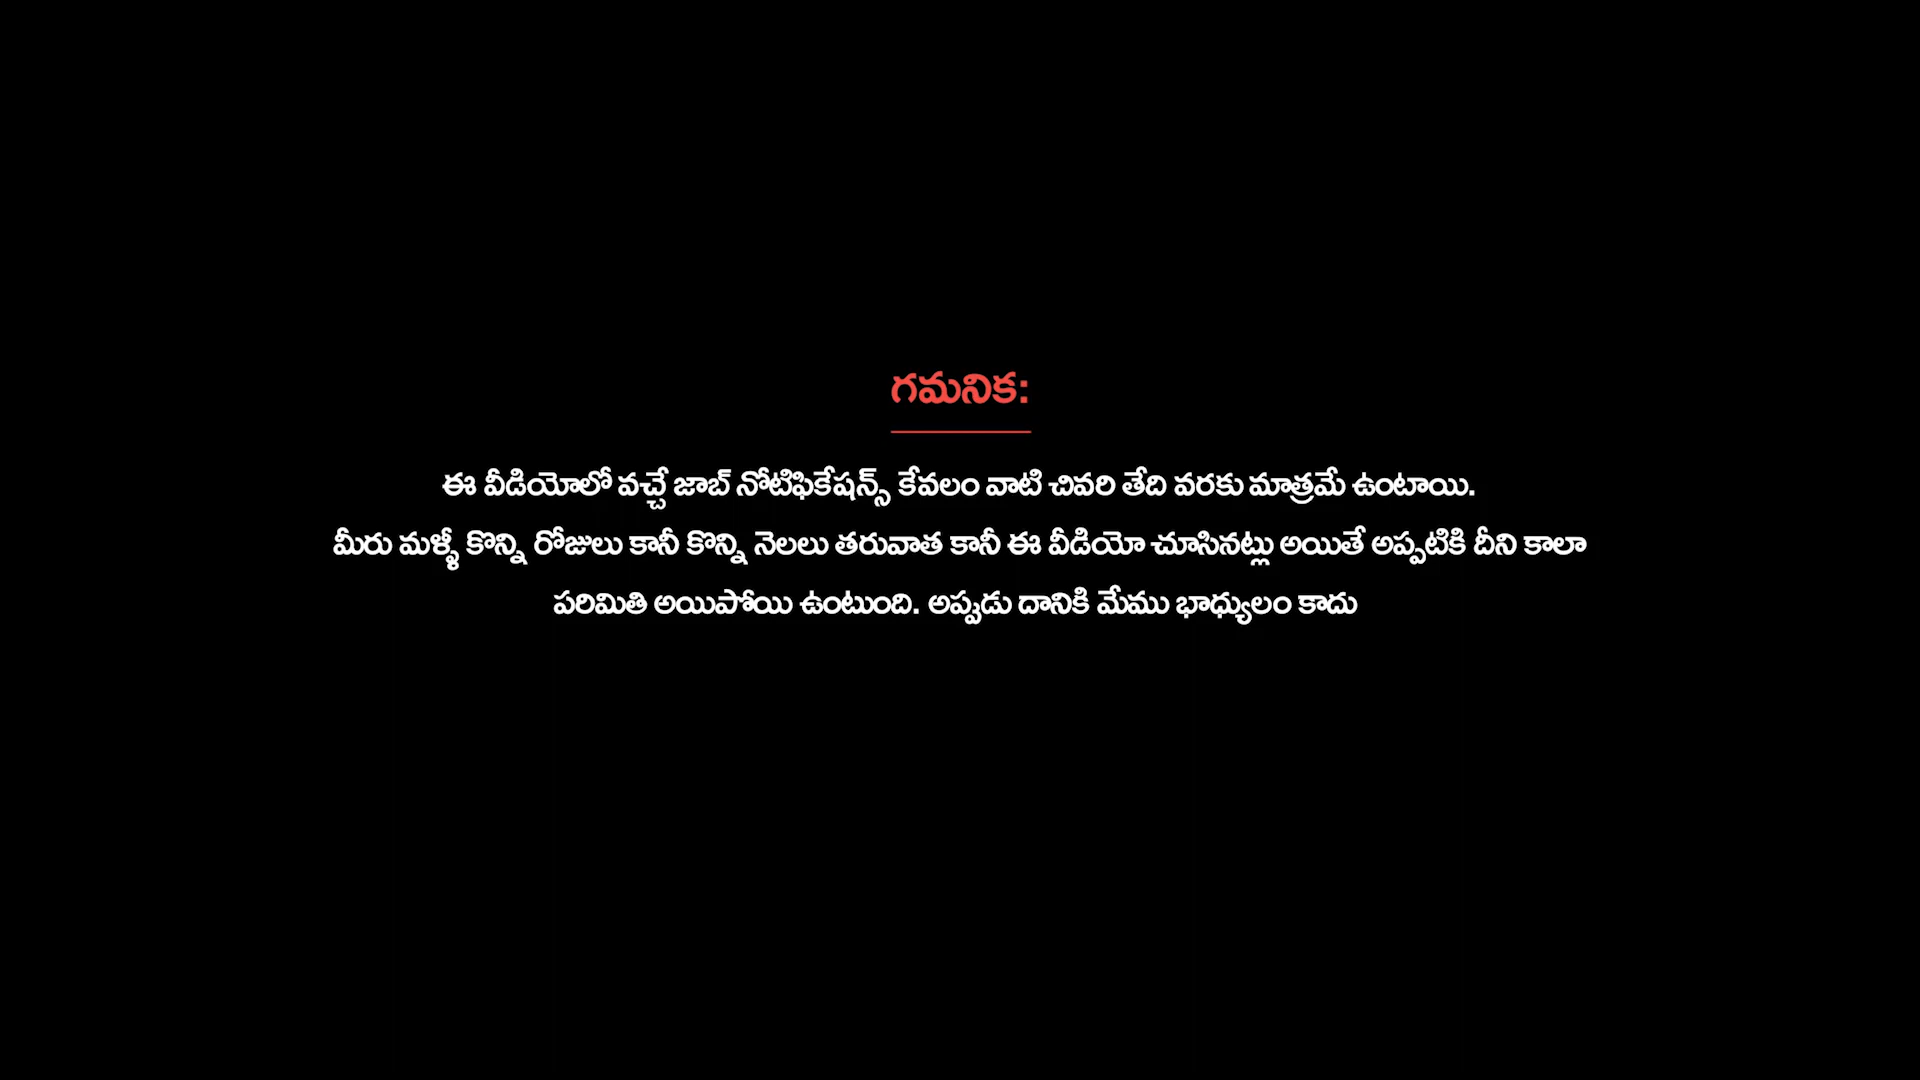 గమనిక:
ఈ వీడియోలో వచ్చే జాబ్ నోటిఫికేషన్స్ కేవలం వాటి చివరి తేది వరకు మాత్రమే ఉంటాయి.
మీరు మళ్ళీ కొన్ని రోజులు కానీ కొన్ని నెలలు తరువాత కానీ ఈ వీడియో చూసినట్లు అయితే అప్పటికి దీని కాలా
పరిమితి అయిపోయి ఉంటుంది. అప్పుడు దానికి మేము భాధ్యులం కాదు